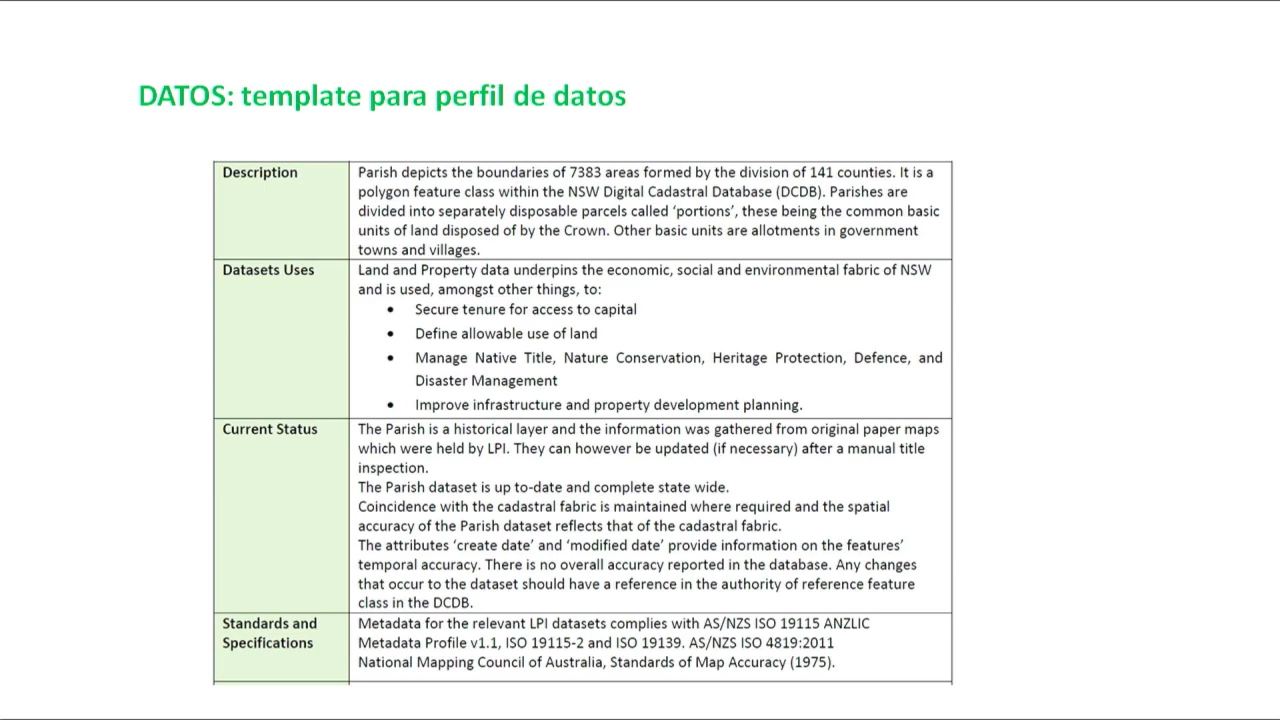 DATOS: template para perfil de datos
Description
Parish depicts the boundaries of 7383 areas formed by the division of 141 counties. It is a
polygon feature class within the NSW Digital Cadastral Database (DCDB). Parishes are
divided into separately disposable parcels called ‘portions’, these being the common basic
units of land disposed of by the Crown. Other basic units are allotments in government
towns and villages.
Datasets Uses
Land and Property data underpins the economic, social and environmental fabric of NSW
and is used, amongst other things, to:
• Secure tenure for access to capital
• Define allowable use of land
• Manage Native Title, Nature Conservation, Heritage Protection, Defence, and
Disaster Management
• Improve infrastructure and property development planning.
Current Status
The Parish is a historical layer and the information was gathered from original paper maps
which were held by LPI. They can however be updated (if necessary) after a manual title
inspection.
The Parish dataset is up to-date and complete state wide.
Coincidence with the cadastral fabric is maintained where required and the spatial
accuracy of the Parish dataset reflects that of the cadastral fabric.
The attributes ‘create date’ and ‘modified date’ provide information on the features’
temporal accuracy. There is no overall accuracy reported in the database. Any changes
that occur to the dataset should have a reference in the authority of reference feature
class in the DCDB.
Standards and
Specifications
Metadata for the relevant LPI datasets complies with AS/NZS ISO 19115 ANZLIC
Metadata Profile v1.1, ISO 19115-2 and ISO 19139. AS/NZS ISO 4819:2011
National Mapping Council of Australia, Standards of Map Accuracy (1975).